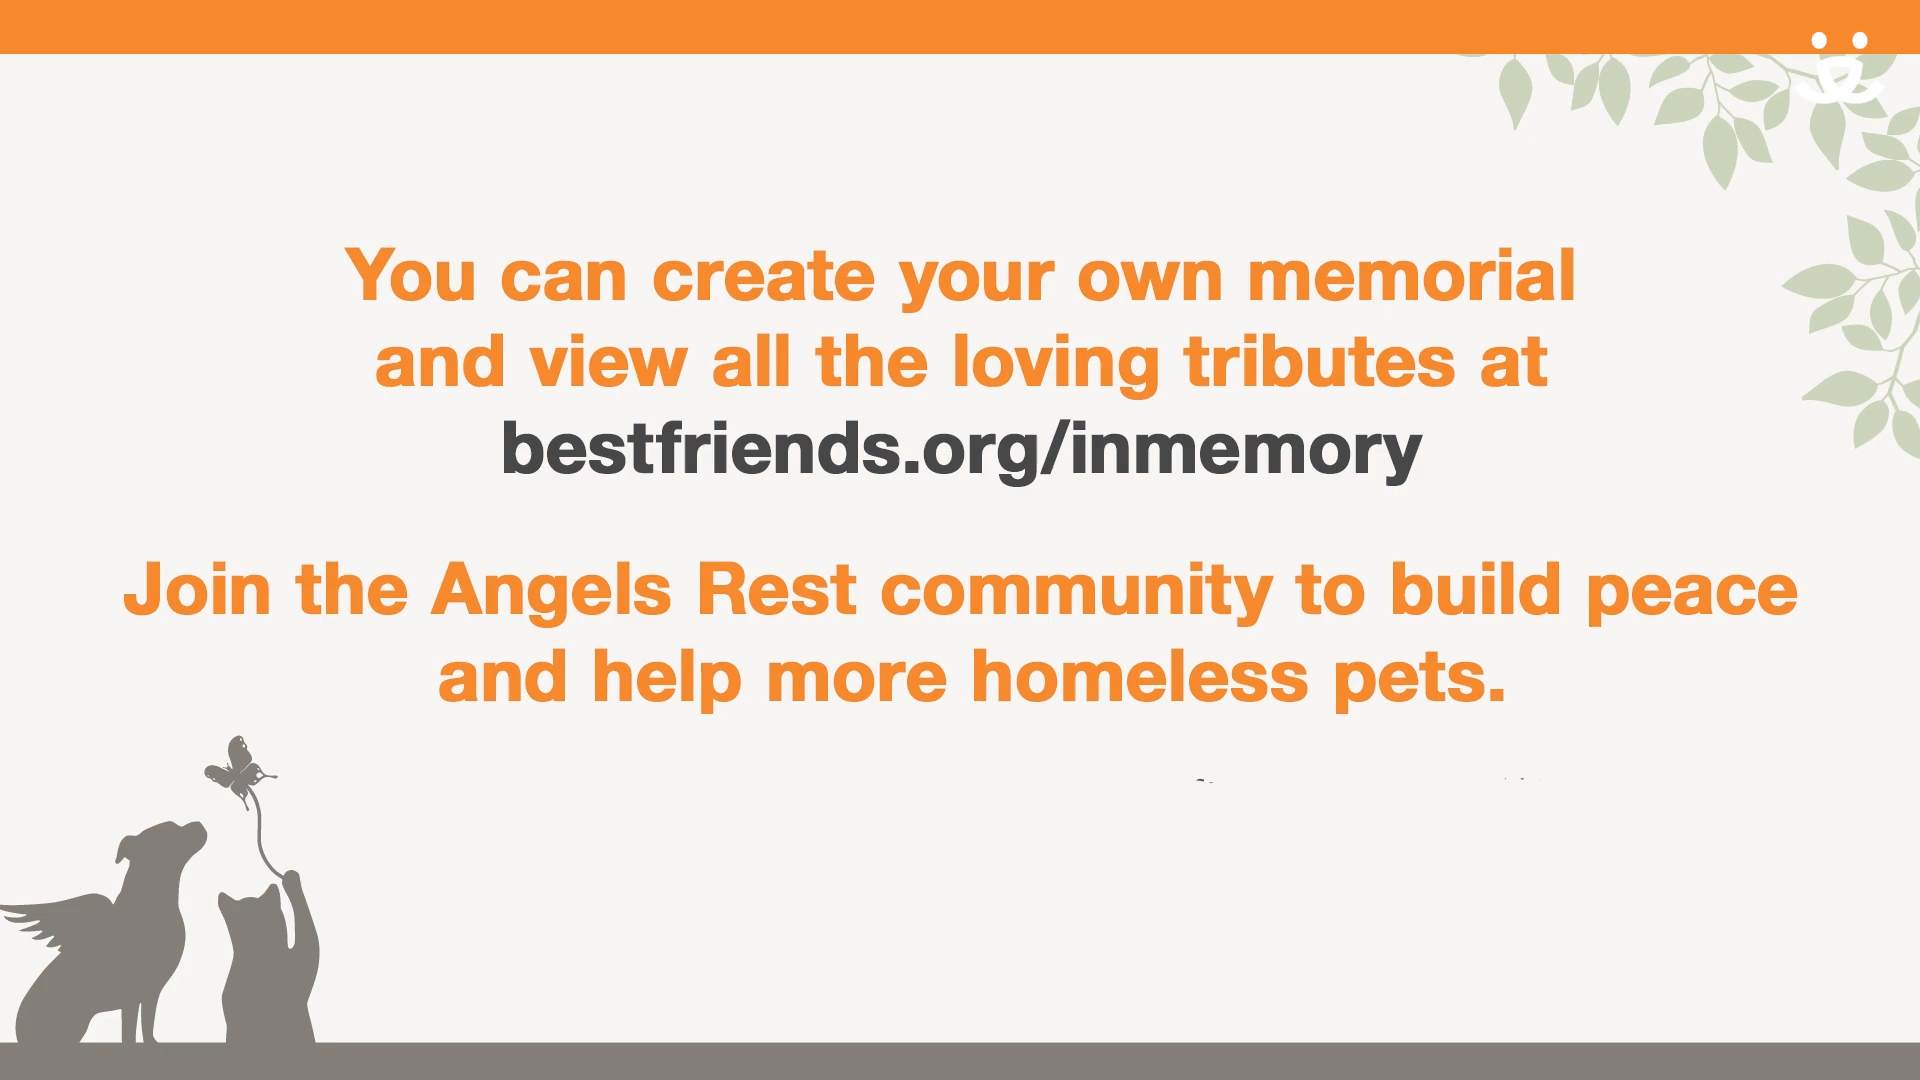 You can create your own memorial
and view all the loving tributes at
bestfriends.org/inmemory
Join the Angels Rest community to build peace
and help more homeless pets.